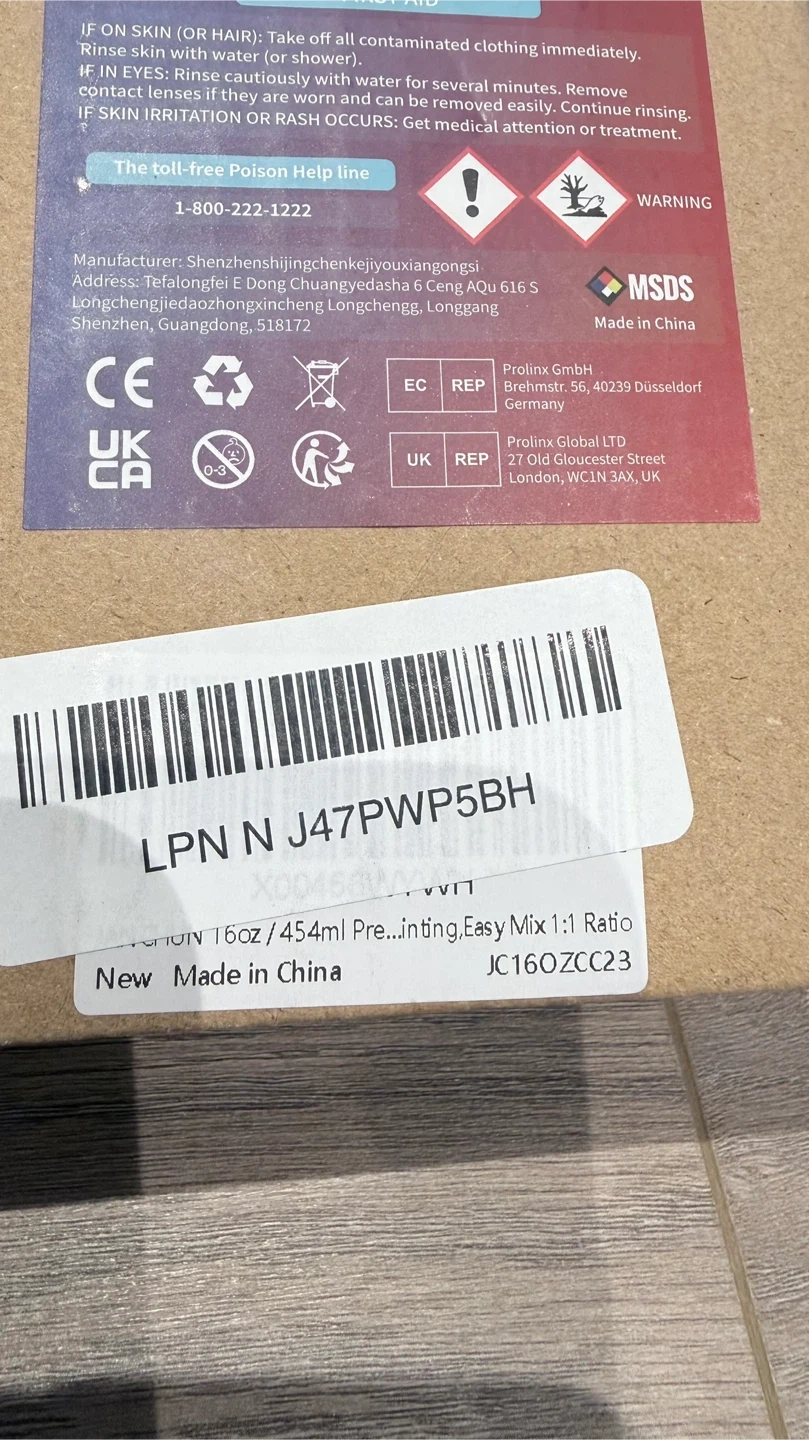 IF ON SKIN (OR HAIR): Take off all contaminated clothing immediately.
Rinse skin with water (or shower).
IF IN EYES: Rinse cautiously with water for several minutes. Remove
contact lenses if they are worn and can be removed easily. Continue rinsing.
IF SKIN IRRITATION OR RASH OCCURS: Get medical attention or treatment.
The toll-free Poison Help line
1-800-222-1222
WARNING
Manufacturer: Shenzhenshijingchenkejiyouxiangongsi
Address: Tefalongfei E Dong Chuangyedasha 6 Ceng AQu 616 S
Longchengjiedaozhongxincheng Longchengg, Longgang
Shenzhen, Guangdong, 518172
MSDS
Made in China
CE
EC REP
Prolinx GmbH
Brehmstr. 56, 40239 Düsseldorf
Germany
UK
CA
0-3
UK REP
Prolinx Global LTD
27 Old Gloucester Street
London, WC1N 3AX, UK
LPN N J47PWP5BH
16oz / 454ml Pre...inting,Easy Mix 1:1 Ratio
New Made in China
JC16OZCC23